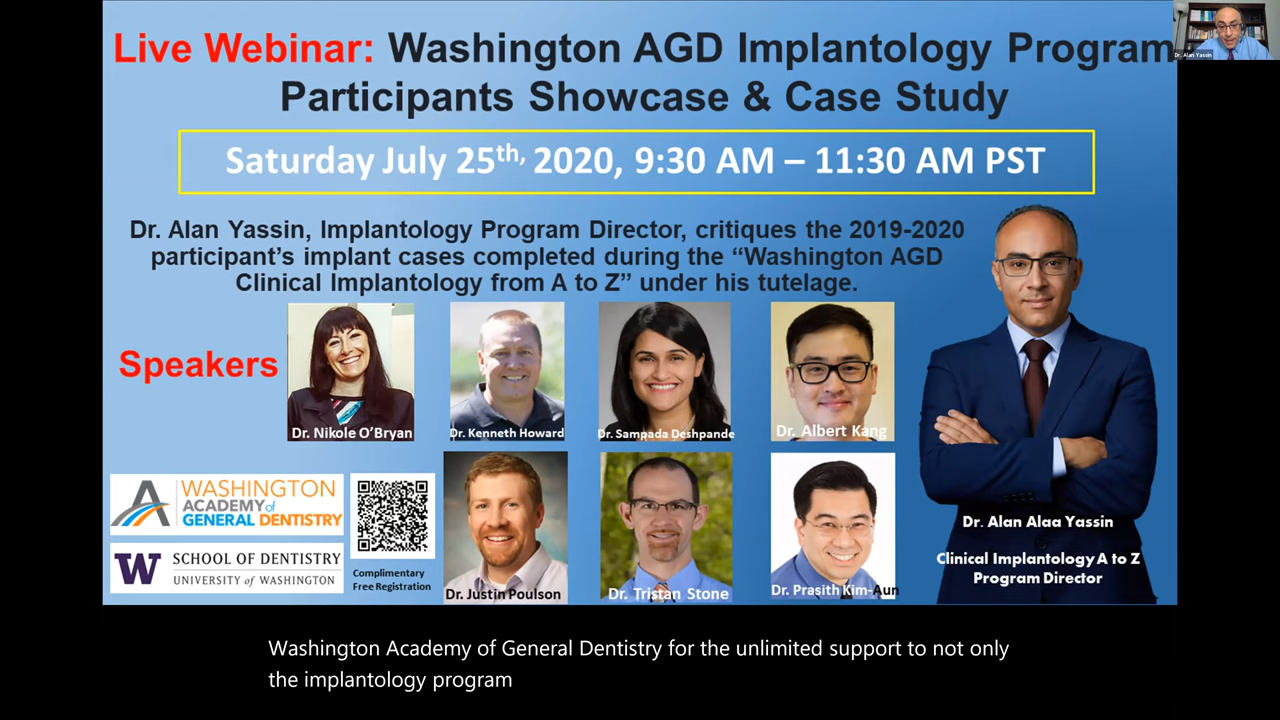 Live Webinar: Washington AGD Implantology Program
Participants Showcase & Case Study
Saturday July 25th, 2020, 9:30 AM – 11:30 AM PST
Dr. Alan Yassin, Implantology Program Director, critiques the 2019-2020
participant's implant cases completed during the “Washington AGD
Clinical Implantology from A to Z” under his tutelage.
Speakers
Dr. Nikole O'Bryan
Dr. Kenneth Howard
Dr. Sampada Deshpande
Dr. Albert Kang
WASHINGTON
ACADEMY of
GENERAL DENTISTRY
W
SCHOOL OF DENTISTRY
UNIVERSITY of WASHINGTON
Complimentary
Free Registration
Dr. Justin Poulson
Dr. Tristan Stone
Dr. Prasith Kim-Aun
Dr. Alan Alaa Yassin
Clinical Implantology A to Z
Program Director
Dr. Alan Yassin
Washington Academy of General Dentistry for the unlimited support to not only
the implantology program